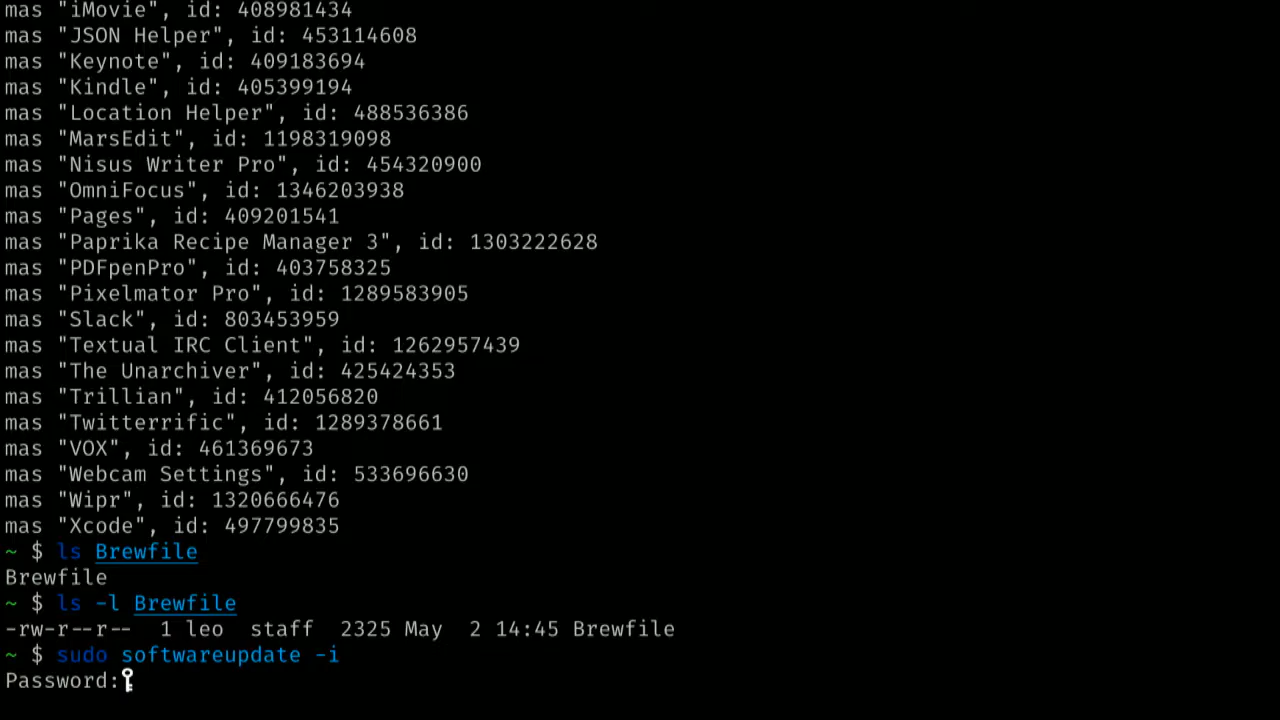 mas "iMovie", id: 408981434
mas "JSON Helper", id: 453114608
mas "Keynote", id: 409183694
mas "Kindle", id: 405399194
mas "Location Helper", id: 488536386
mas "MarsEdit", id: 1198319098
mas "Nisus Writer Pro", id: 454320900
mas "OmniFocus", id: 1346203938
mas "Pages", id: 409201541
mas "Paprika Recipe Manager 3", id: 1303222628
mas "PDFpenPro", id: 403758325
mas "Pixelmator Pro", id: 1289583905
mas "Slack", id: 803453959
mas "Textual IRC Client", id: 1262957439
mas "The Unarchiver", id: 425424353
mas "Trillian", id: 412056820
mas "Twitterrific", id: 1289378661
mas "VOX", id: 461369673
mas "Webcam Settings", id: 533696630
mas "Wipr", id: 1320666476
mas "Xcode", id: 497799835
~ $ ls Brewfile
Brewfile
~ $ ls -l Brewfile
-rw-r--r--  1 leo  staff  2325 May  2 14:45 Brewfile
~ $ sudo softwareupdate -i
Password: